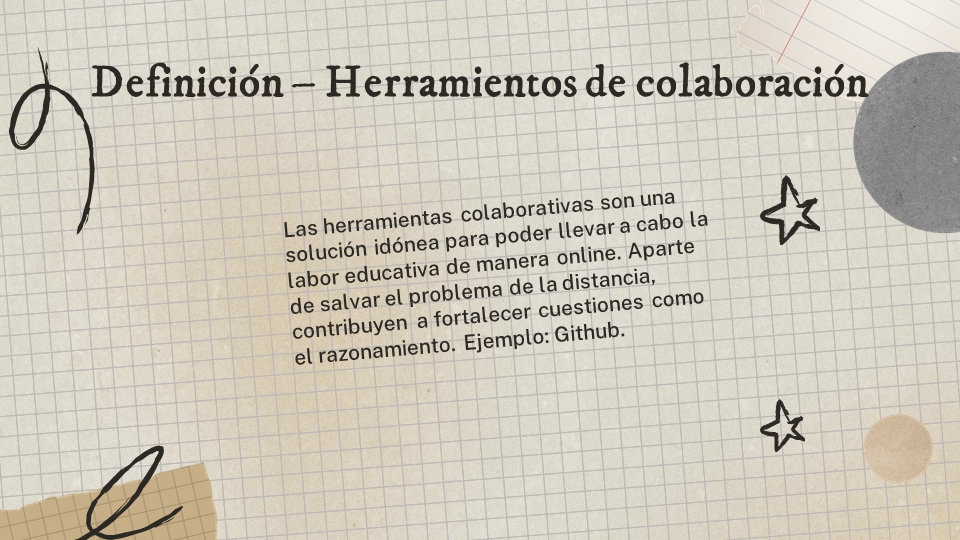 Definición – Herramientos de colaboración
Las herramientas colaborativas son una
solución idónea para poder llevar a cabo la
labor educativa de manera online. Aparte
de salvar el problema de la distancia,
contribuyen a fortalecer cuestiones como
el razonamiento. Ejemplo: Github.